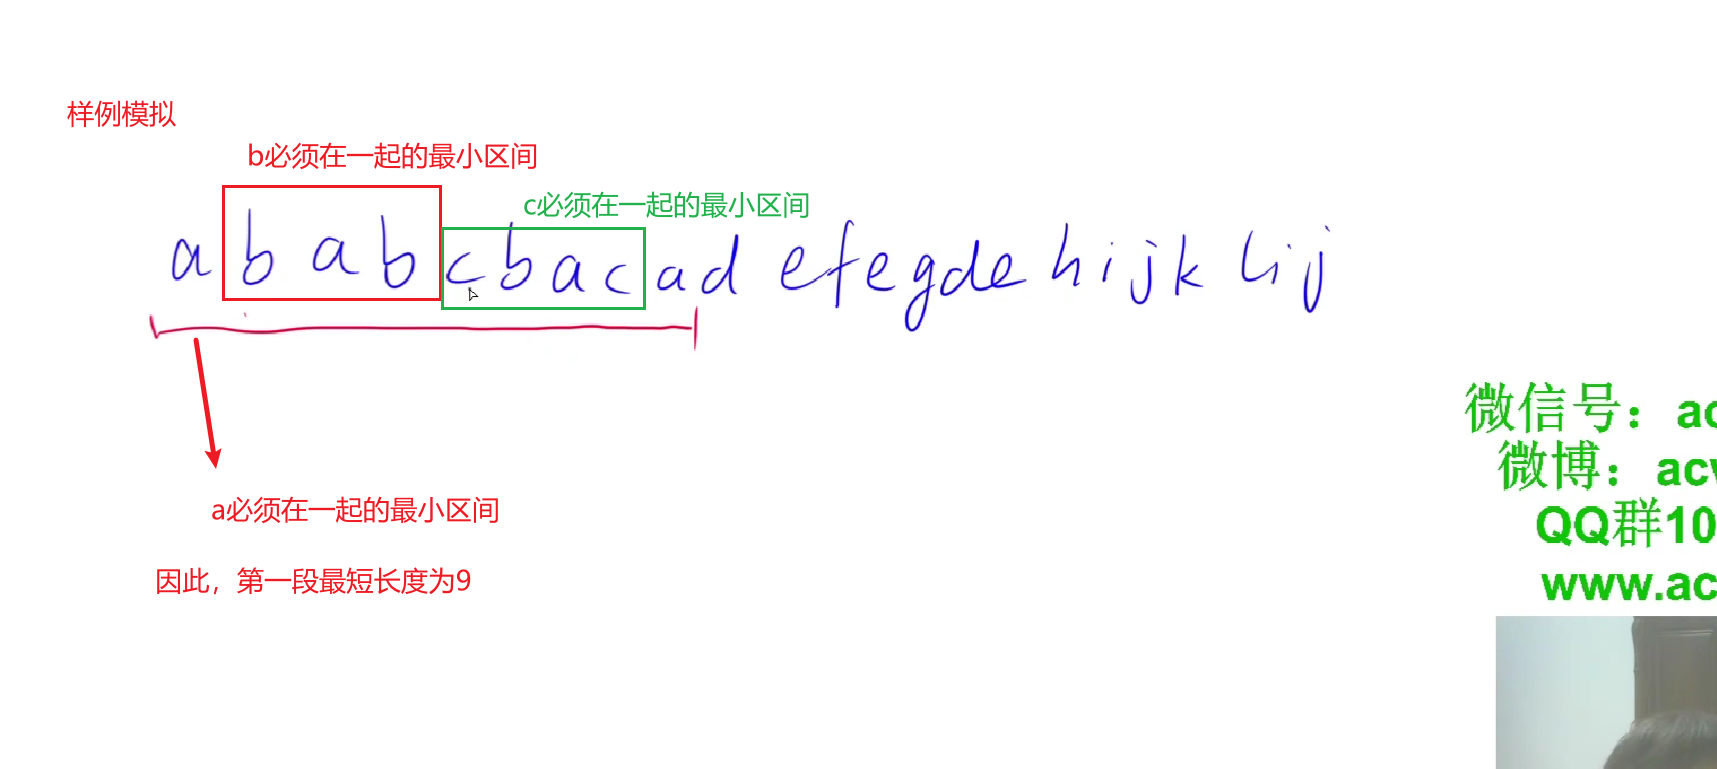 样例模拟
b必须在一起的最小区间
c必须在一起的最小区间
a b a b c b a c a d e f e g d e h i j k l i j
a必须在一起的最小区间
因此，第一段最短长度为9
微信号：ac
微博：acw
QQ群10
www.ac